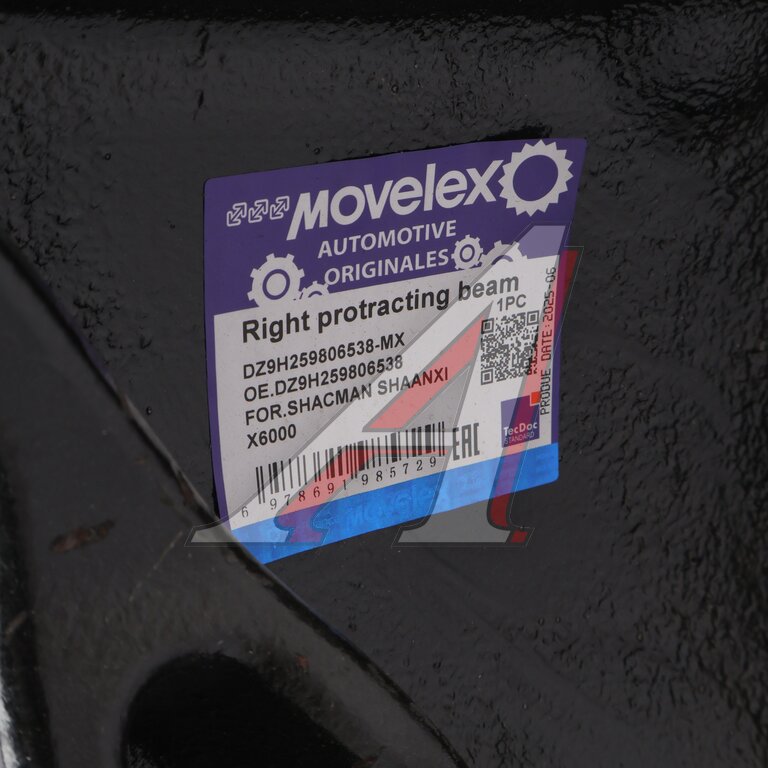 MOVelex
AUTOMOTIVE
ORIGINALES
Right protracting beam
1PC
DZ9H259806538-MX
OE.DZ9H259806538
FOR.SHACMAN SHAANXI
X6000
EAC
6 978691 985729
TecDoc
STANDARD
PRODUE DATE:2025-06